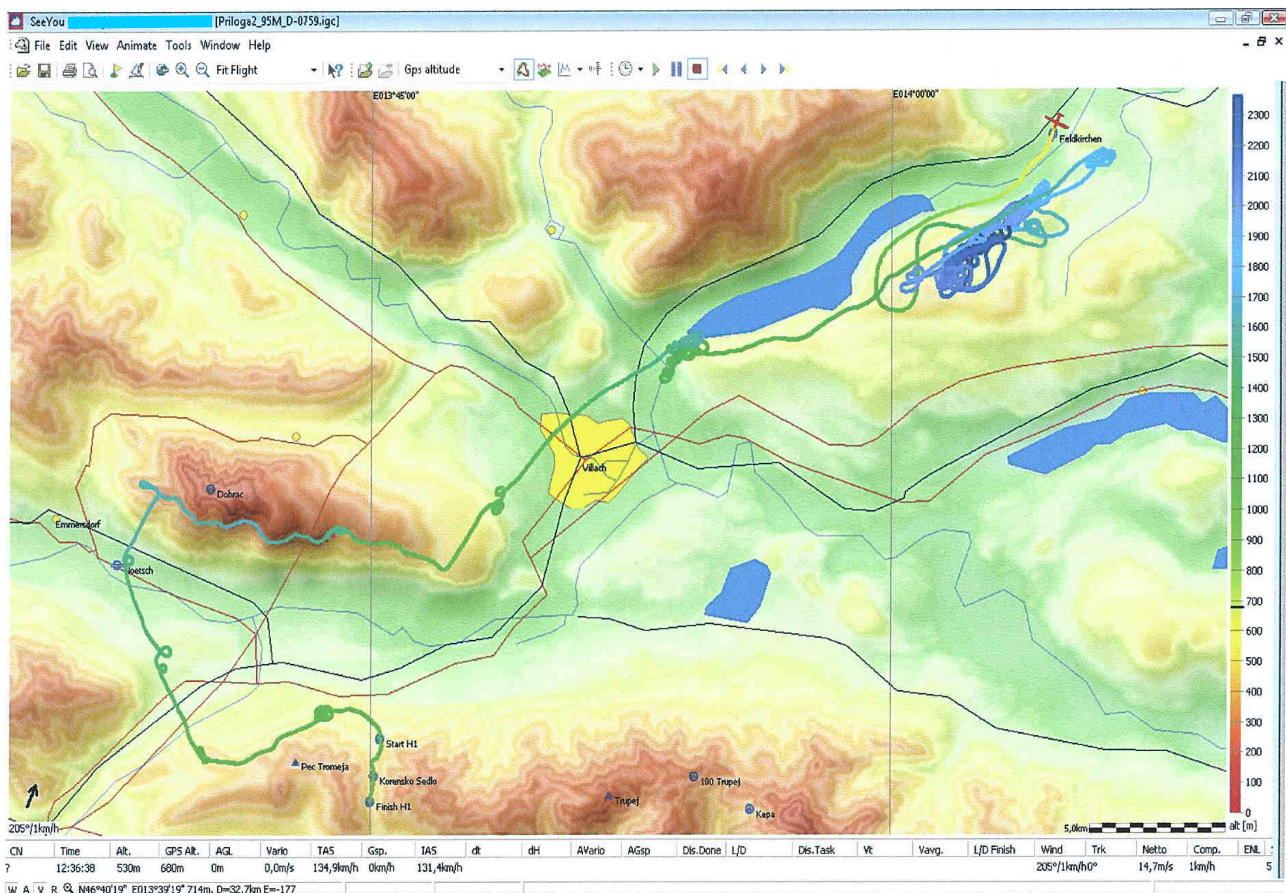 SeeYou [Priloga2_95M_D-0759.igc]
File Edit View Animate Tools Window Help
Fit Flight Gps altitude
E013°45'00" E014°00'00"
Feldkirchen
Villach
Dobrac
Emmersdorf
loetsch
Start H1
Pec Tromeja
Korensko Sedlo
Finish H1
100 Trupej
Trupej
Kepa
2300
2200
2100
2000
1900
1800
1700
1600
1500
1400
1300
1200
1100
1000
900
800
700
600
500
400
300
200
100
0
205°/1km/h 5,0km alt [m]
CN Time Alt. GPS Alt. AGL Vario TAS Gsp. IAS dt dH AVario AGsp Dis.Done L/D Dis.Task Vt Vavg. L/D Finish Wind Trk Netto Comp. ENL
? 12:36:38 530m 680m 0m 0,0m/s 134,9km/h 0km/h 131,4km/h 205°/1km/h 0° 14,7m/s 1km/h 5
W A V R N46°40'19" E013°39'19" 714m, D=32,7km E=-177